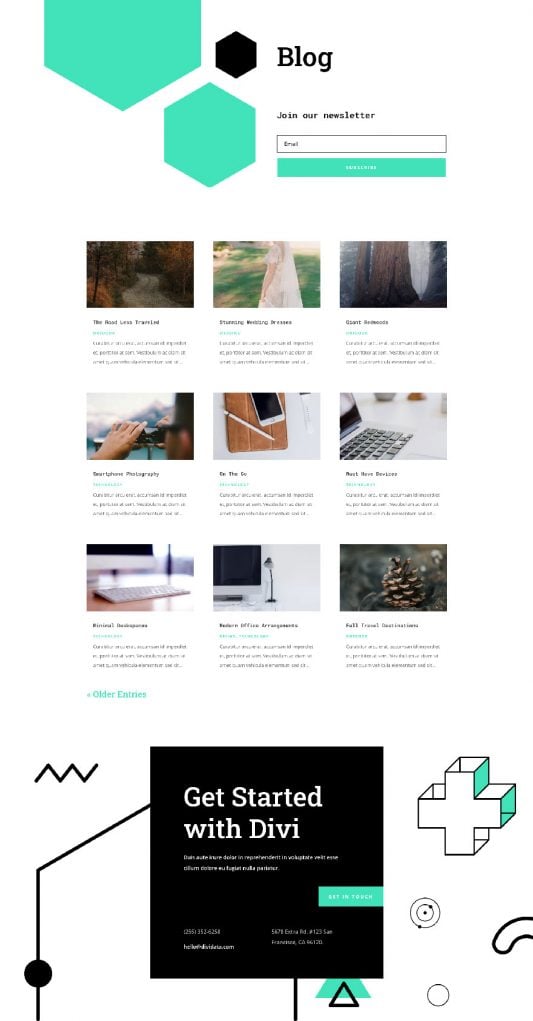 Blog
Join our newsletter
Email
SUBSCRIBE
The Road Less Traveled
Stunning Wedding Dresses
Giant Redwoods
Curabitur arcu erat, accumsan id imperdiet
Curabitur arcu erat, accumsan id imperdiet
Curabitur arcu erat, accumsan id imperdiet
et, porttitor at sem. Vestibulum ac diam sit
et, porttitor at sem. Vestibulum ac diam sit
et, porttitor at sem. Vestibulum ac diam sit
amet quam vehicula elementum sed sit...
amet quam vehicula elementum sed sit...
amet quam vehicula elementum sed sit...
Smartphone Photography
On The Go
Must Have Devices
TECHNOLOGY
TECHNOLOGY
TECHNOLOGY
Curabitur arcu erat, accumsan id imperdiet
Curabitur arcu erat, accumsan id imperdiet
Curabitur arcu erat, accumsan id imperdiet
et, porttitor at sem. Vestibulum ac diam sit
et, porttitor at sem. Vestibulum ac diam sit
et, porttitor at sem. Vestibulum ac diam sit
amet quam vehicula elementum sed sit...
amet quam vehicula elementum sed sit...
amet quam vehicula elementum sed sit...
Minimal Workspaces
Modern Office Arrangements
Fall Travel Destinations
TECHNOLOGY
DESIGN, TECHNOLOGY
Curabitur arcu erat, accumsan id imperdiet
Curabitur arcu erat, accumsan id imperdiet
Curabitur arcu erat, accumsan id imperdiet
et, porttitor at sem. Vestibulum ac diam sit
et, porttitor at sem. Vestibulum ac diam sit
et, porttitor at sem. Vestibulum ac diam sit
amet quam vehicula elementum sed sit...
amet quam vehicula elementum sed sit...
amet quam vehicula elementum sed sit...
« Older Entries
Get Started
with Divi
Duis aute irure dolor in reprehenderit in voluptate velit esse
cillum dolore eu fugiat nulla pariatur.
GET IN TOUCH
(255) 352-6258
5678 Extra Rd. #123 San
hello@dividata.com
Francisco, CA 96120.